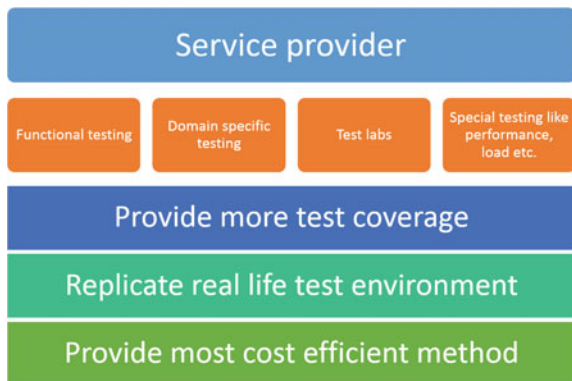 Service provider
Functional testing
Domain specific
testing
Test labs
Special testing like
performance,
load etc.
Provide more test coverage
Replicate real life test environment
Provide most cost efficient method